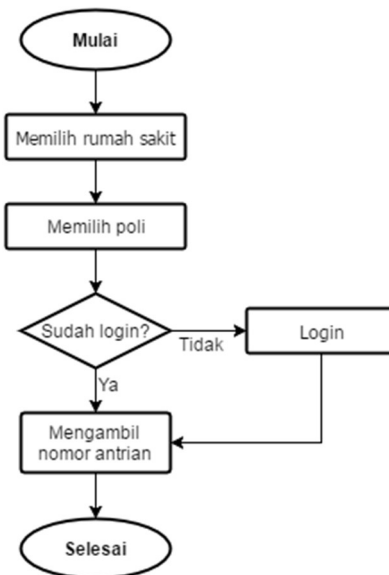 Mulai
Memilih rumah sakit
Memilih poli
Sudah login?
Tidak
Login
Ya
Mengambil
nomor antrian
Selesai